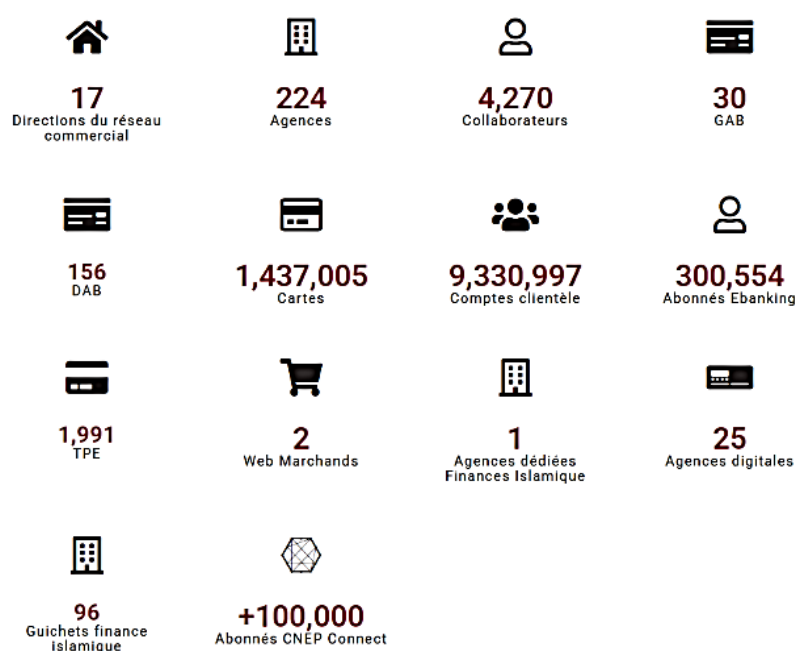 17
Directions du réseau
commercial
224
Agences
4,270
Collaborateurs
30
GAB
156
DAB
1,437,005
Cartes
9,330,997
Comptes clientèle
300,554
Abonnés Ebanking
1,991
TPE
2
Web Marchands
1
Agences dédiées
Finances Islamique
25
Agences digitales
96
Guichets finance
islamique
+100,000
Abonnés CNEP Connect